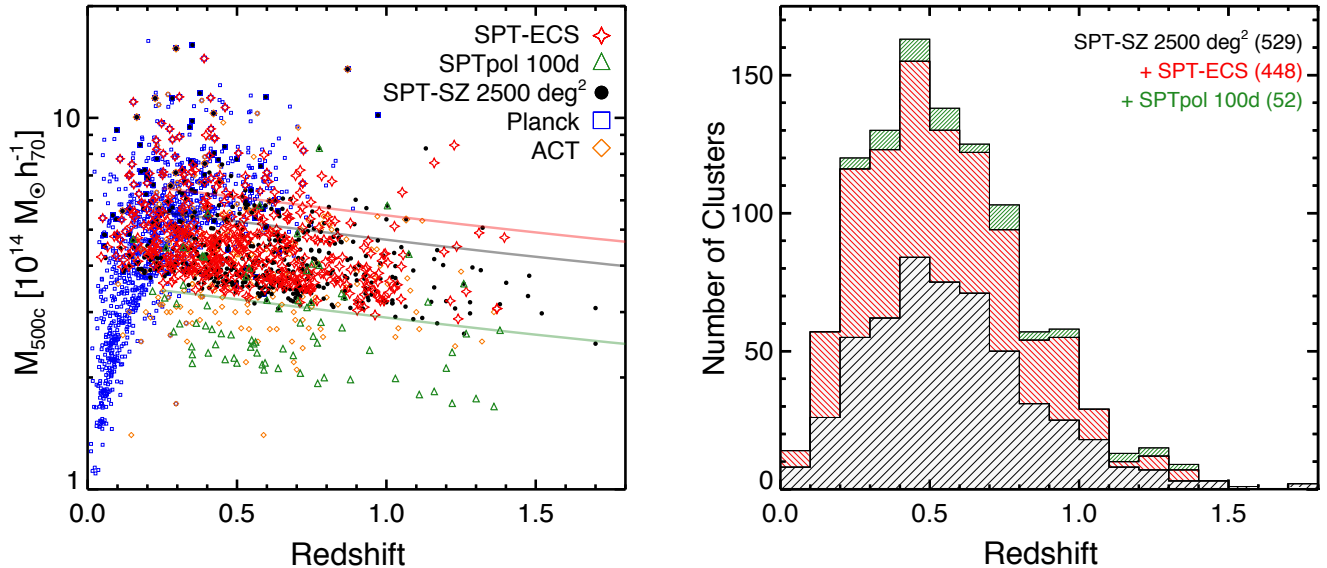 SPT-ECS
SPTpol 100d
SPT-SZ 2500 deg²
Planck
ACT
M500c [10¹⁴ M☉ h70⁻¹]
10
1
0.0 0.5 1.0 1.5
Redshift
SPT-SZ 2500 deg² (529)
+ SPT-ECS (448)
+ SPTpol 100d (52)
Number of Clusters
150
100
50
0
0.0 0.5 1.0 1.5
Redshift